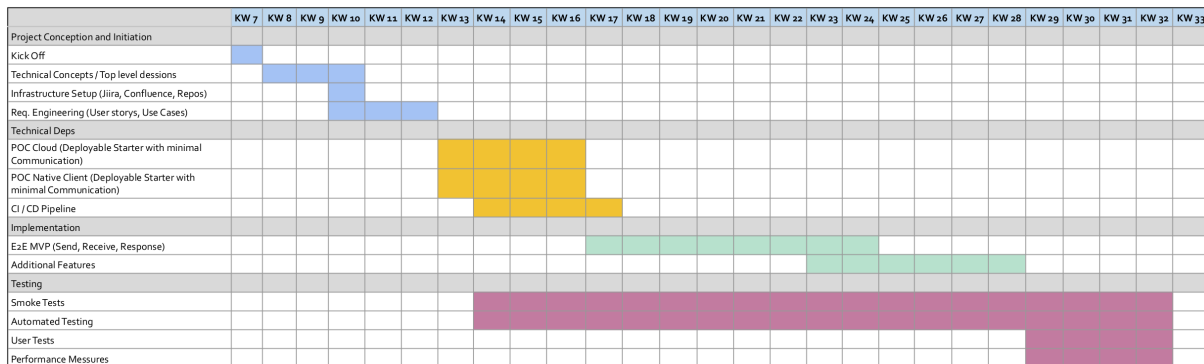 KW 7 KW 8 KW 9 KW 10 KW 11 KW 12 KW 13 KW 14 KW 15 KW 16 KW 17 KW 18 KW 19 KW 20 KW 21 KW 22 KW 23 KW 24 KW 25 KW 26 KW 27 KW 28 KW 29 KW 30 KW 31 KW 32 KW 33
Project Conception and Initiation
Kick Off
Technical Concepts / Top level dessions
Infrastructure Setup (Jiira, Confluence, Repos)
Req. Engineering (User storys, Use Cases)
Technical Deps
POC Cloud (Deployable Starter with minimal
Communication)
POC Native Client (Deployable Starter with
minimal Communication)
CI / CD Pipeline
Implementation
E2E MVP (Send, Receive, Response)
Additional Features
Testing
Smoke Tests
Automated Testing
User Tests
Performance Messures